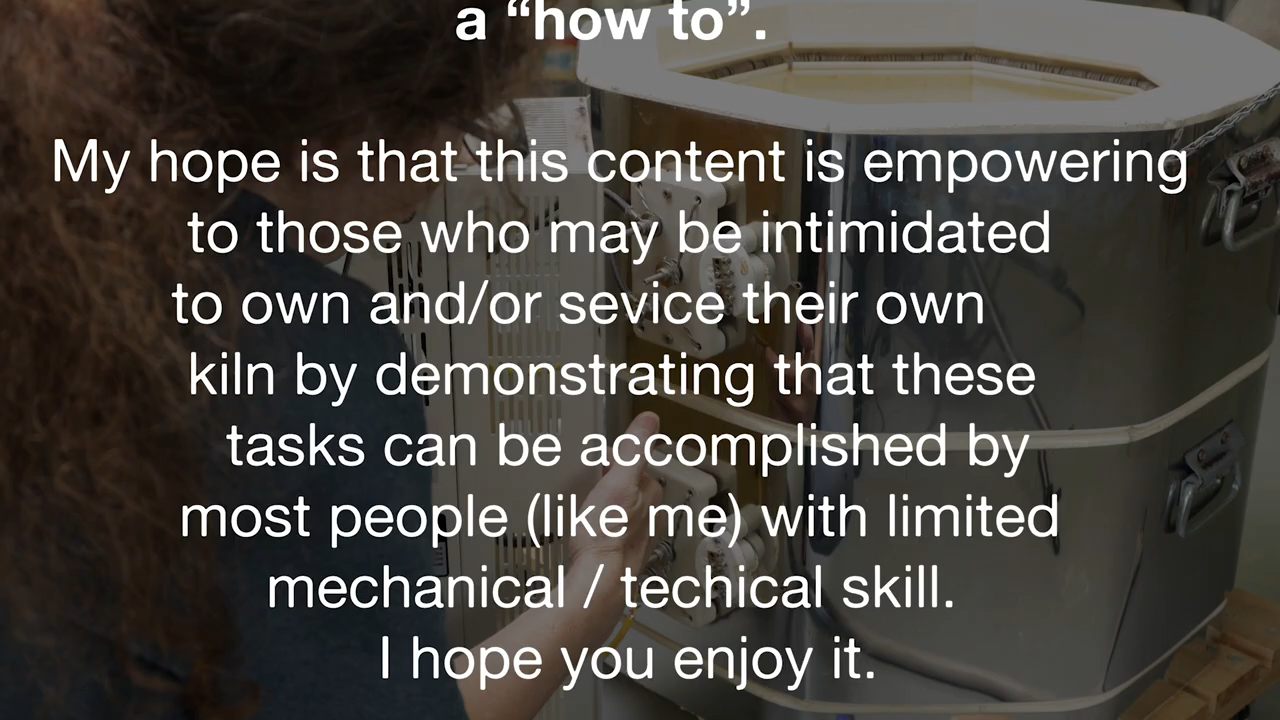 a “how to”.
My hope is that this content is empowering
to those who may be intimidated
to own and/or sevice their own
kiln by demonstrating that these
tasks can be accomplished by
most people (like me) with limited
mechanical / techical skill.
I hope you enjoy it.